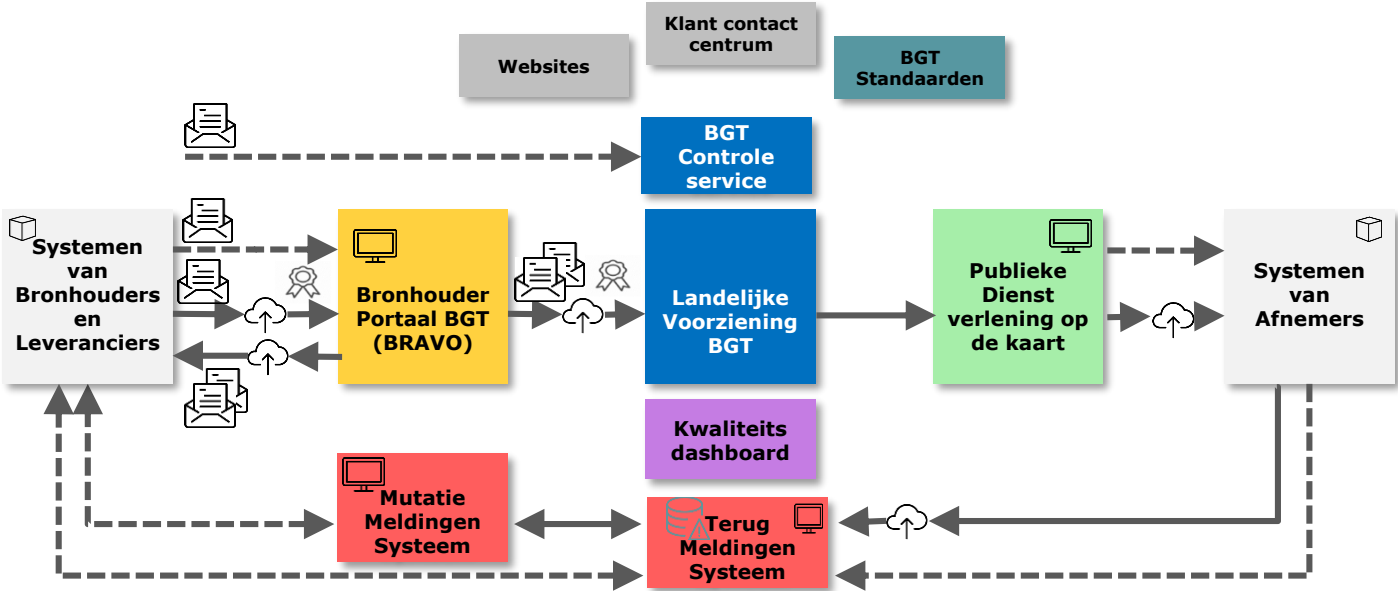 Klant contact
centrum
Websites
BGT
Standaarden
BGT
Controle
service
Systemen
van
Bronhouders
en
Leveranciers
Bronhouder
Portaal BGT
(BRAVO)
Landelijke
Voorziening
BGT
Publieke
Dienst
verlening op
de kaart
Systemen
van
Afnemers
Kwaliteits
dashboard
Mutatie
Meldingen
Systeem
Terug
Meldingen
Systeem